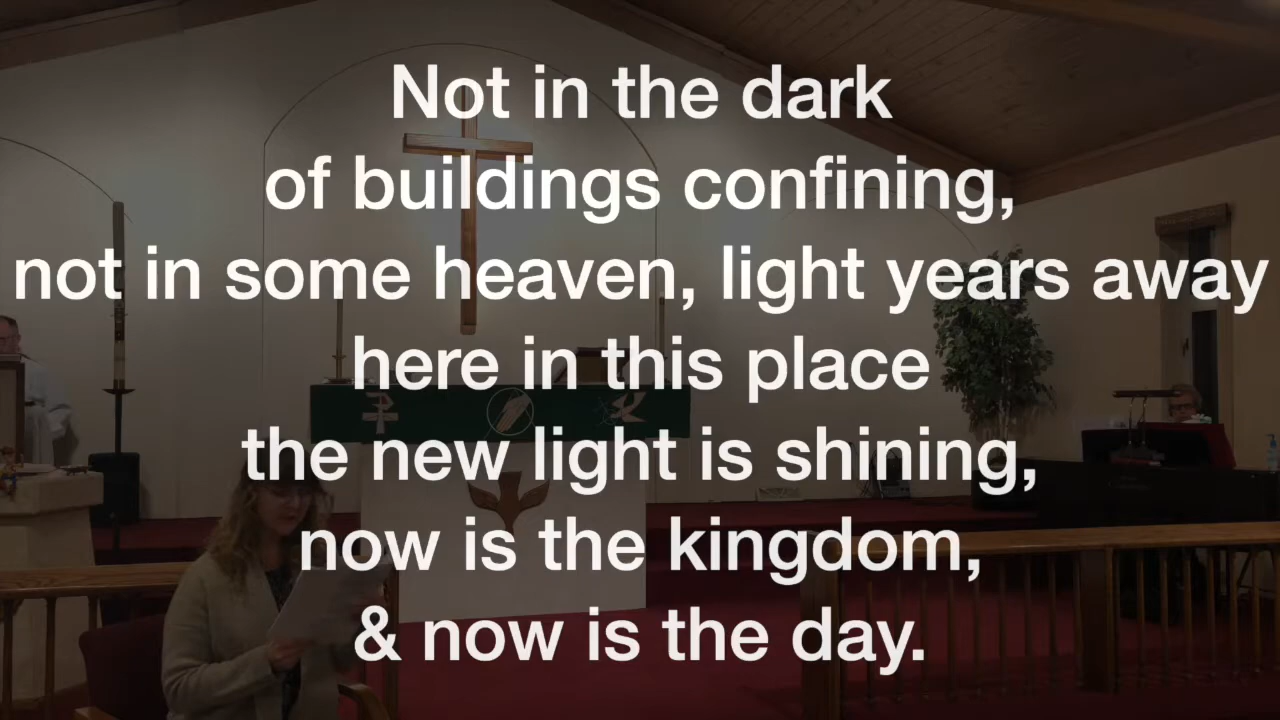 Not in the dark
of buildings confining,
not in some heaven, light years away
here in this place
the new light is shining,
now is the kingdom,
& now is the day.